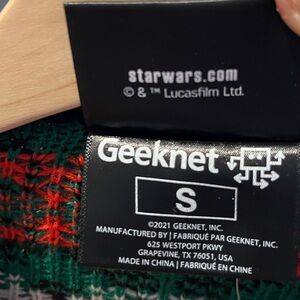 starwars.com
© & ™ Lucasfilm Ltd.
Geeknet
S
©2021 GEEKNET, INC.
MANUFACTURED BY | FABRIQUÉ PAR GEEKNET, INC.
625 WESTPORT PKWY
GRAPEVINE, TX 76051, USA
MADE IN CHINA | FABRIQUÉ EN CHINE